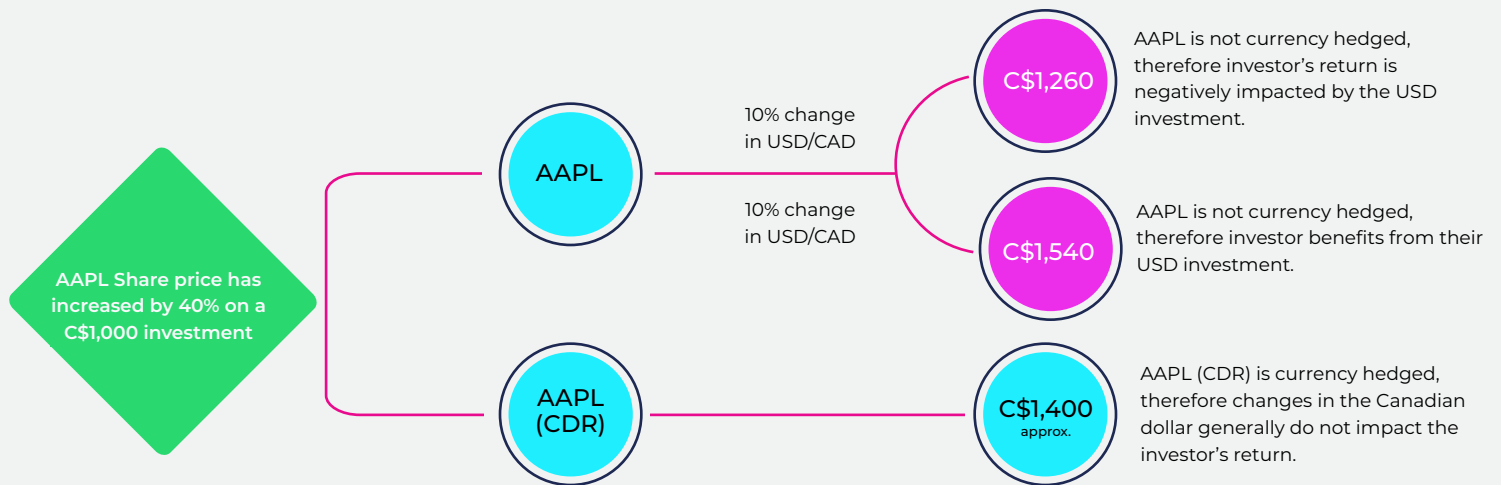 AAPL Share price has
increased by 40% on a
C$1,000 investment
AAPL
10% change
in USD/CAD
10% change
in USD/CAD
C$1,260
AAPL is not currency hedged,
therefore investor’s return is
negatively impacted by the USD
investment.
C$1,540
AAPL is not currency hedged,
therefore investor benefits from their
USD investment.
AAPL
(CDR)
C$1,400
approx.
AAPL (CDR) is currency hedged,
therefore changes in the Canadian
dollar generally do not impact the
investor’s return.